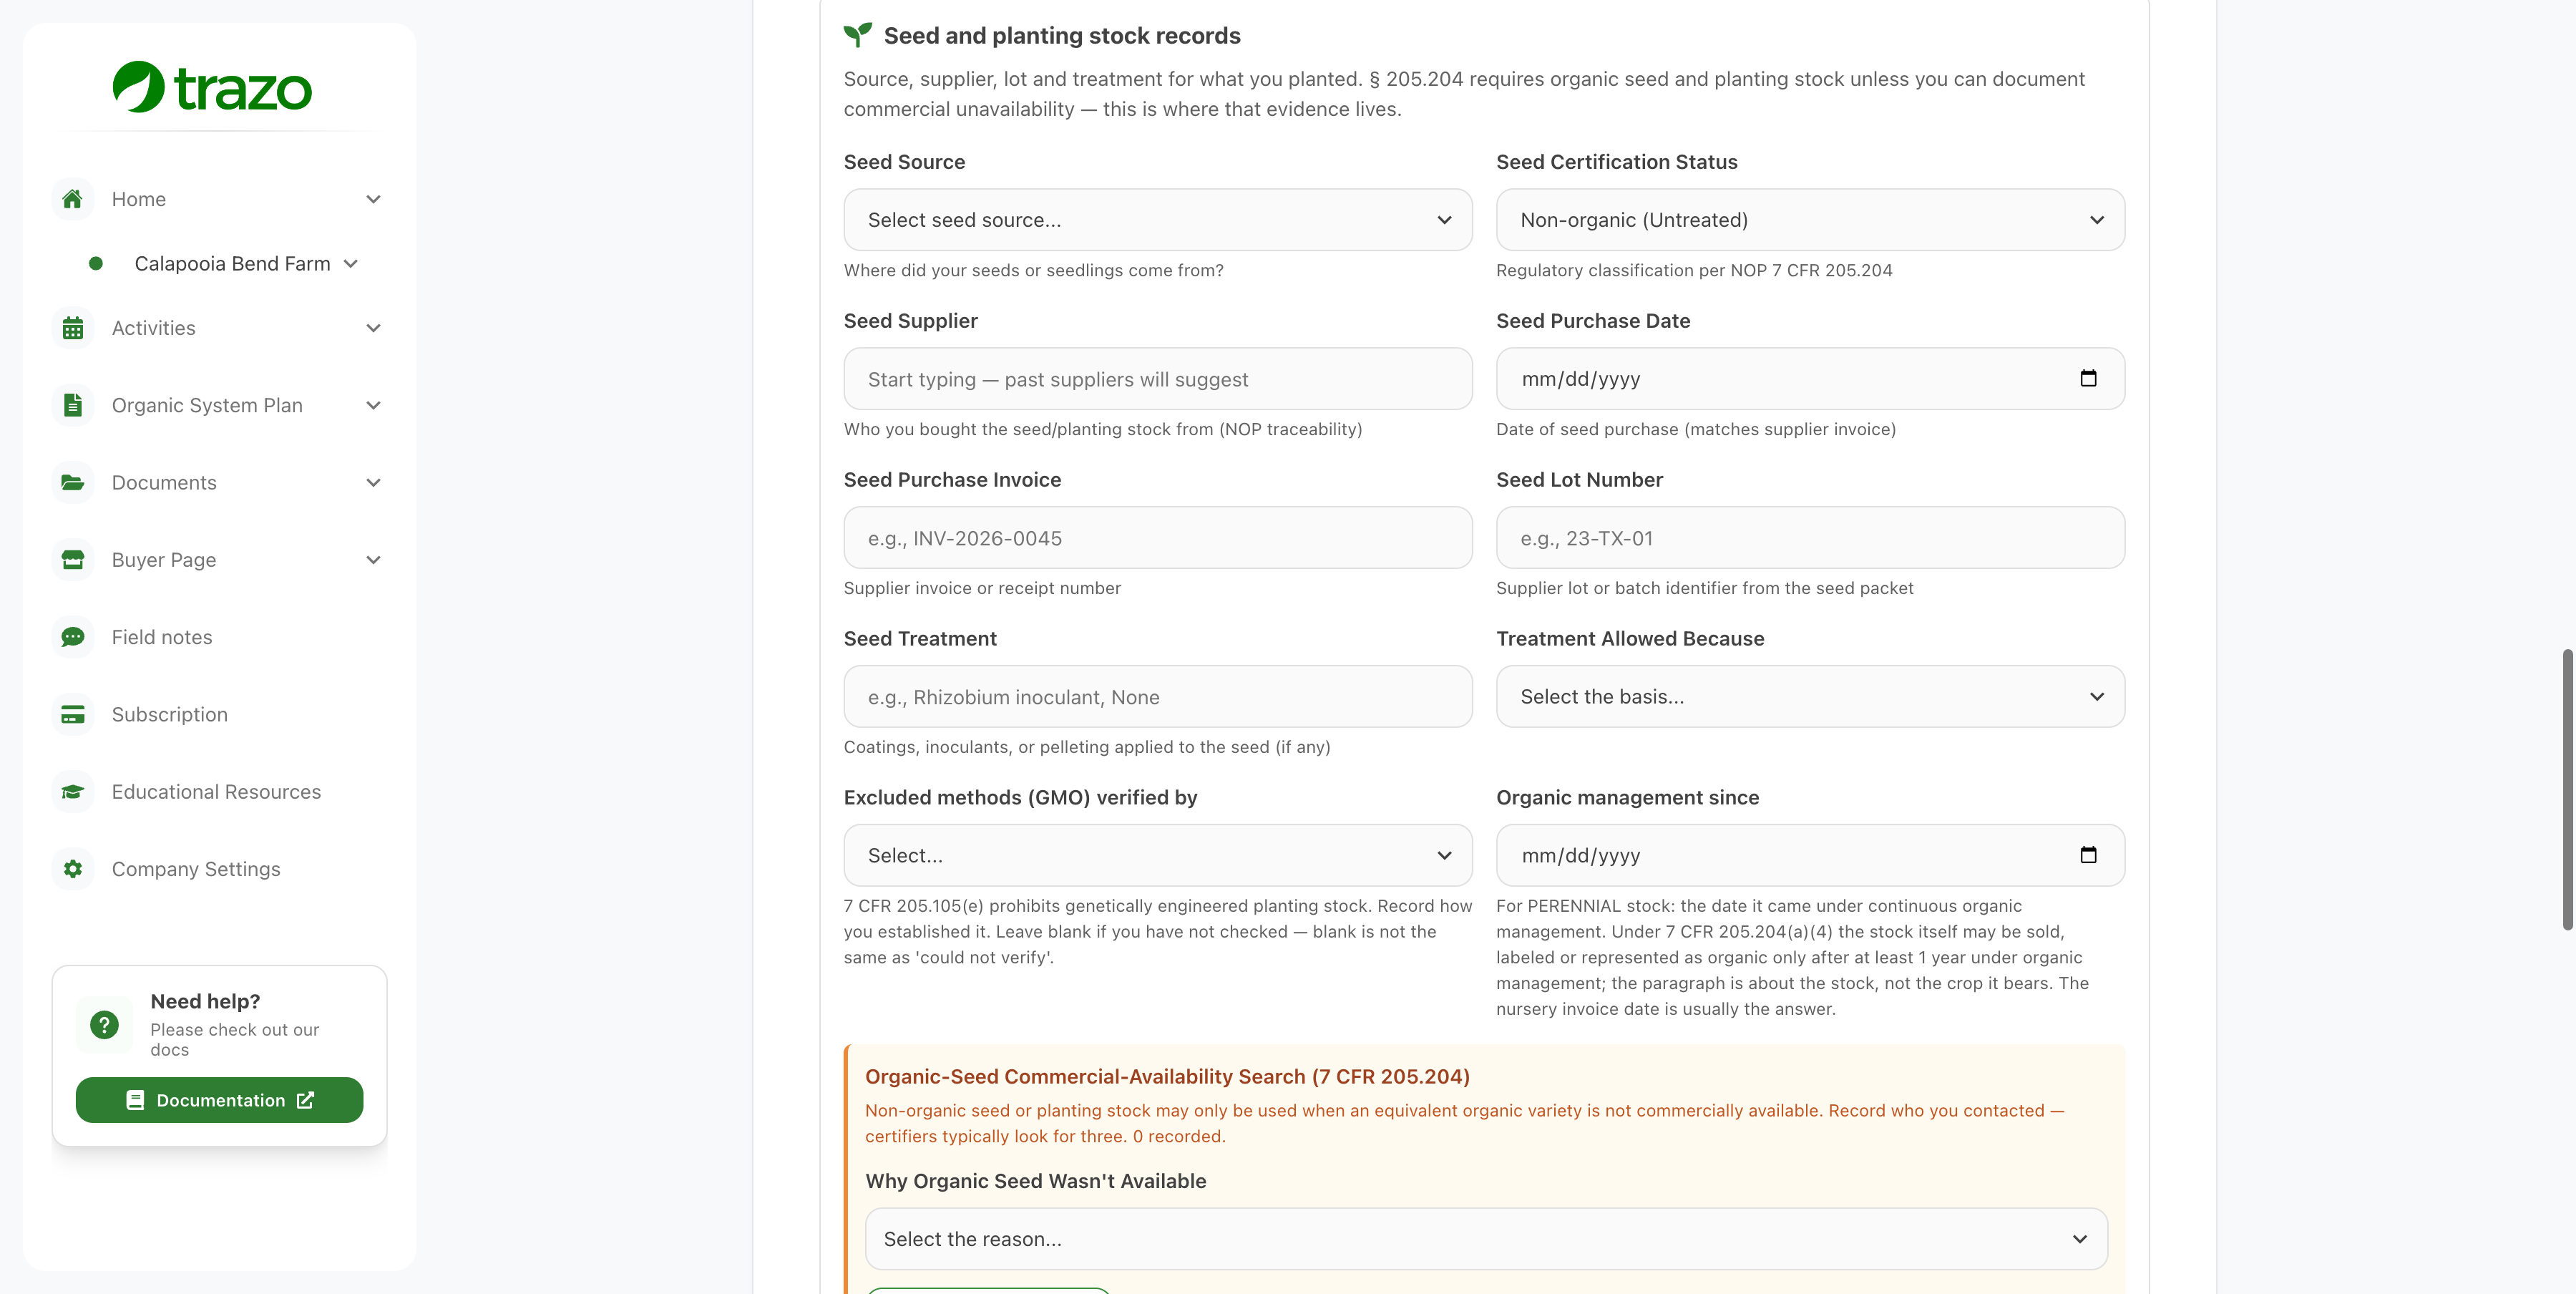 trazo
Home
Calapooia Bend Farm
Activities
Organic System Plan
Documents
Buyer Page
Field notes
Subscription
Educational Resources
Company Settings
Need help?
Please check out our
docs
Documentation
Seed and planting stock records
Source, supplier, lot and treatment for what you planted. § 205.204 requires organic seed and planting stock unless you can document
commercial unavailability — this is where that evidence lives.
Seed Source
Select seed source...
Where did your seeds or seedlings come from?
Seed Certification Status
Non-organic (Untreated)
Regulatory classification per NOP 7 CFR 205.204
Seed Supplier
Start typing — past suppliers will suggest
Who you bought the seed/planting stock from (NOP traceability)
Seed Purchase Date
mm/dd/yyyy
Date of seed purchase (matches supplier invoice)
Seed Purchase Invoice
e.g., INV-2026-0045
Supplier invoice or receipt number
Seed Lot Number
e.g., 23-TX-01
Supplier lot or batch identifier from the seed packet
Seed Treatment
e.g., Rhizobium inoculant, None
Coatings, inoculants, or pelleting applied to the seed (if any)
Treatment Allowed Because
Select the basis...
Excluded methods (GMO) verified by
Select...
7 CFR 205.105(e) prohibits genetically engineered planting stock. Record how
you established it. Leave blank if you have not checked — blank is not the
same as 'could not verify'.
Organic management since
mm/dd/yyyy
For PERENNIAL stock: the date it came under continuous organic
management. Under 7 CFR 205.204(a)(4) the stock itself may be sold,
labeled or represented as organic only after at least 1 year under organic
management; the paragraph is about the stock, not the crop it bears. The
nursery invoice date is usually the answer.
Organic-Seed Commercial-Availability Search (7 CFR 205.204)
Non-organic seed or planting stock may only be used when an equivalent organic variety is not commercially available. Record who you contacted —
certifiers typically look for three. 0 recorded.
Why Organic Seed Wasn't Available
Select the reason...